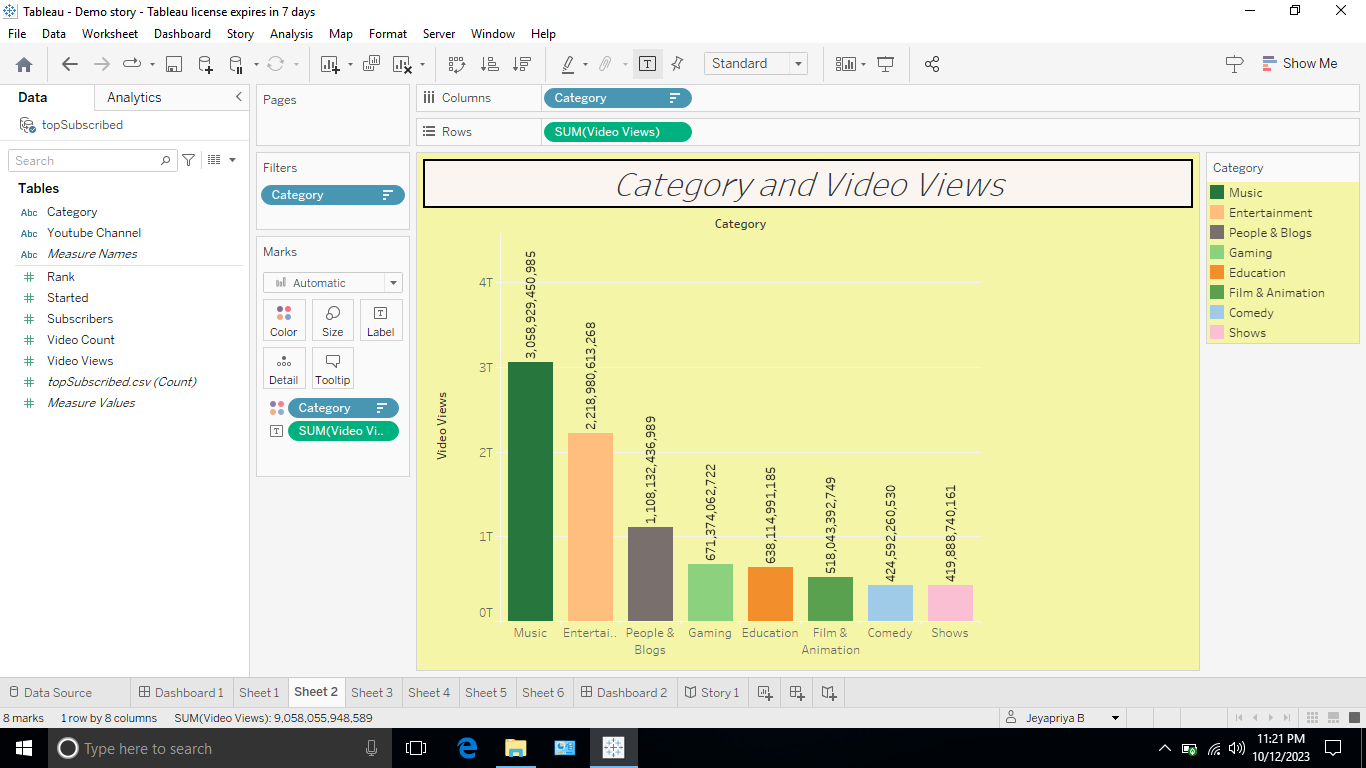 Tableau - Demo story - Tableau license expires in 7 days
File Data Worksheet Dashboard Story Analysis Map Format Server Window Help
Standard
Show Me
Data Analytics
topSubscribed
Search
Tables
Abc Category
Abc Youtube Channel
Abc Measure Names
# Rank
# Started
# Subscribers
# Video Count
# Video Views
# topSubscribed.csv (Count)
# Measure Values
Pages
Filters
Category
Marks
Automatic
Color Size Label
Detail Tooltip
Category
SUM(Video Vi..
Columns Category
Rows SUM(Video Views)
Category and Video Views
Category
Video Views
4T
3T
2T
1T
0T
3,058,929,450,985
2,218,980,613,268
1,108,132,436,989
671,374,062,722
638,114,991,185
518,043,392,749
424,592,260,530
419,888,740,161
Music Entertai.. People & Blogs Gaming Education Film & Animation Comedy Shows
Category
Music
Entertainment
People & Blogs
Gaming
Education
Film & Animation
Comedy
Shows
Data Source Dashboard 1 Sheet 1 Sheet 2 Sheet 3 Sheet 4 Sheet 5 Sheet 6 Dashboard 2 Story 1
8 marks 1 row by 8 columns SUM(Video Views): 9,058,055,948,589 Jeyapriya B
Type here to search
11:21 PM
10/12/2023